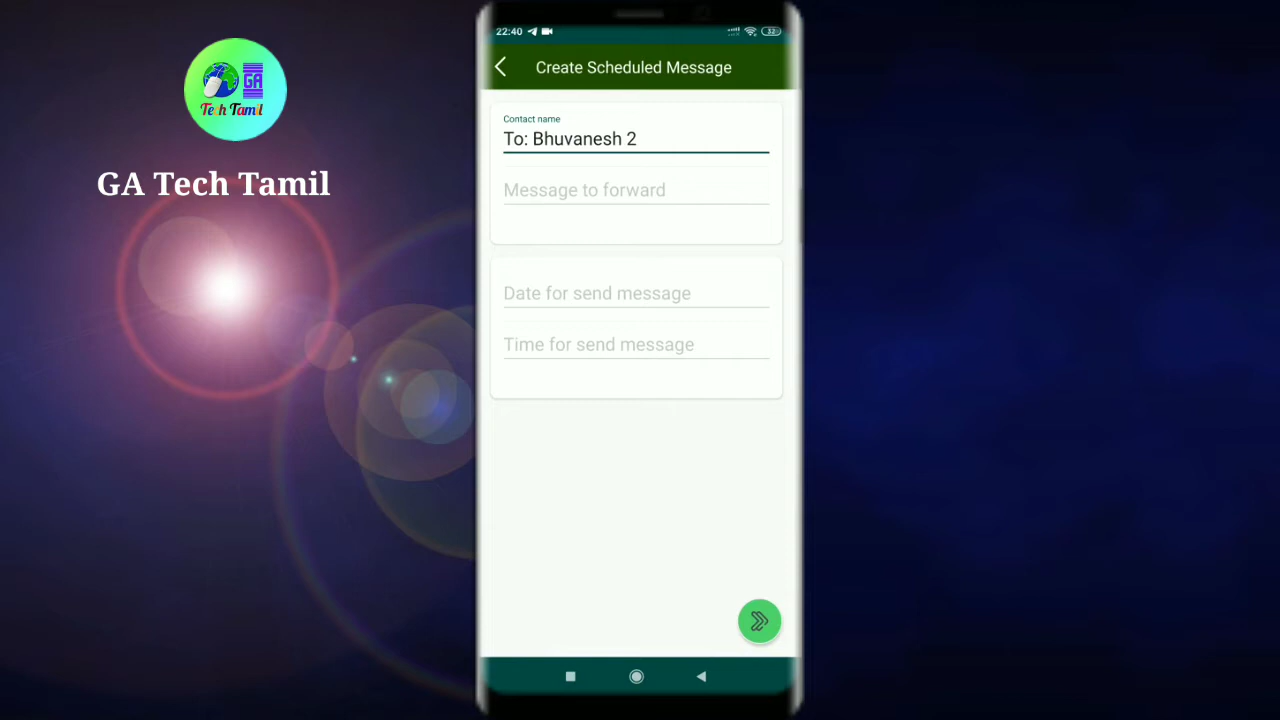 GA
Tech Tamil
GA Tech Tamil
22:40
32
Create Scheduled Message
Contact name
To: Bhuvanesh 2
Message to forward
Date for send message
Time for send message